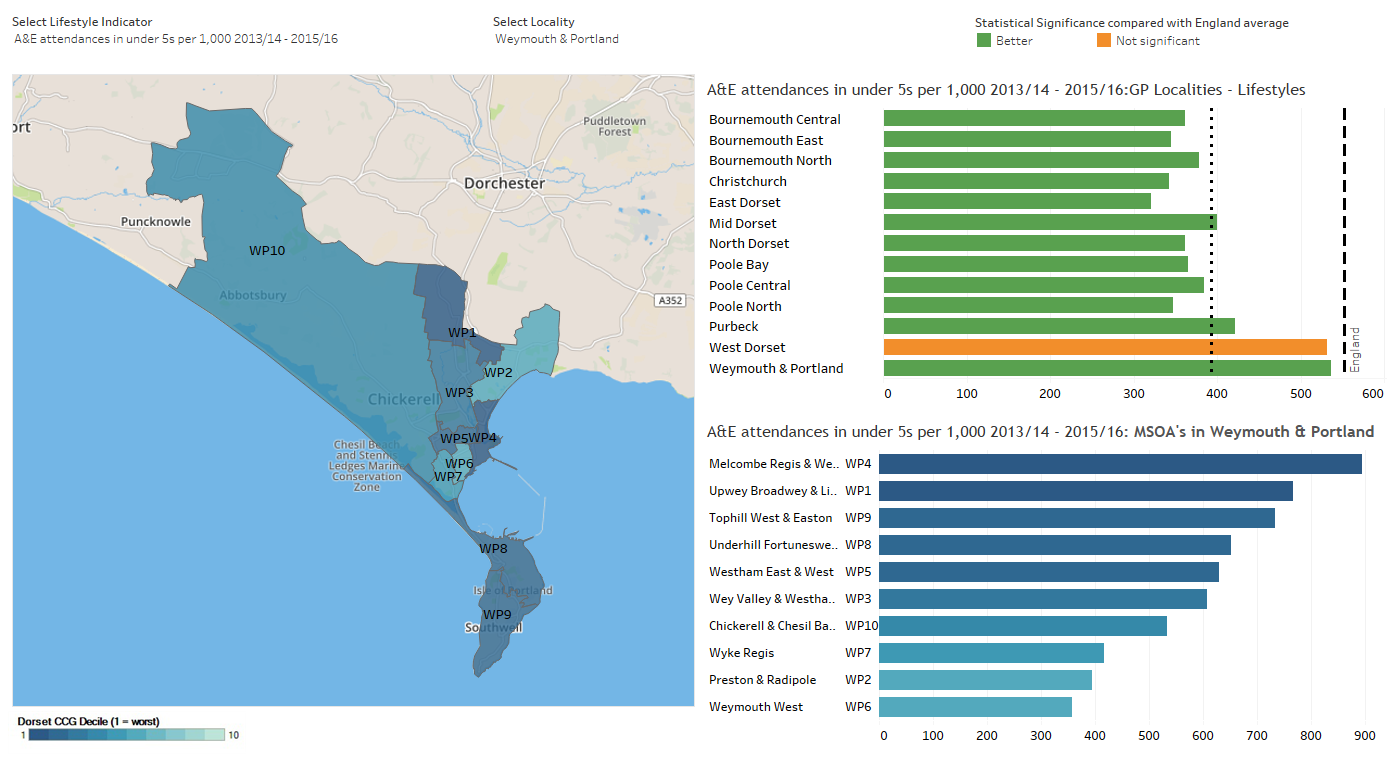 Select Lifestyle Indicator
A&E attendances in under 5s per 1,000 2013/14 - 2015/16
Select Locality
Weymouth & Portland
Statistical Significance compared with England average
Better
Not significant
ort
Puddletown
Forest
Dorchester
Puncknowle
WP10
Abbotsbury
A352
WP1
WP2
WP3
Chickerell
WP5
WP4
Chesil Beach
and Stennis
Ledges Marine
Conservation
Zone
WP6
WP7
WP8
Isle of Portland
WP9
Southwell
Dorset CCG Decile (1 = worst)
1
10
A&E attendances in under 5s per 1,000 2013/14 - 2015/16:GP Localities - Lifestyles
Bournemouth Central
Bournemouth East
Bournemouth North
Christchurch
East Dorset
Mid Dorset
North Dorset
Poole Bay
Poole Central
Poole North
Purbeck
West Dorset
Weymouth & Portland
England
0 100 200 300 400 500 600
A&E attendances in under 5s per 1,000 2013/14 - 2015/16: MSOA's in Weymouth & Portland
Melcombe Regis & We.. WP4
Upwey Broadwey & Li.. WP1
Tophill West & Easton WP9
Underhill Fortuneswe.. WP8
Westham East & West WP5
Wey Valley & Westha.. WP3
Chickerell & Chesil Ba.. WP10
Wyke Regis WP7
Preston & Radipole WP2
Weymouth West WP6
0 100 200 300 400 500 600 700 800 900